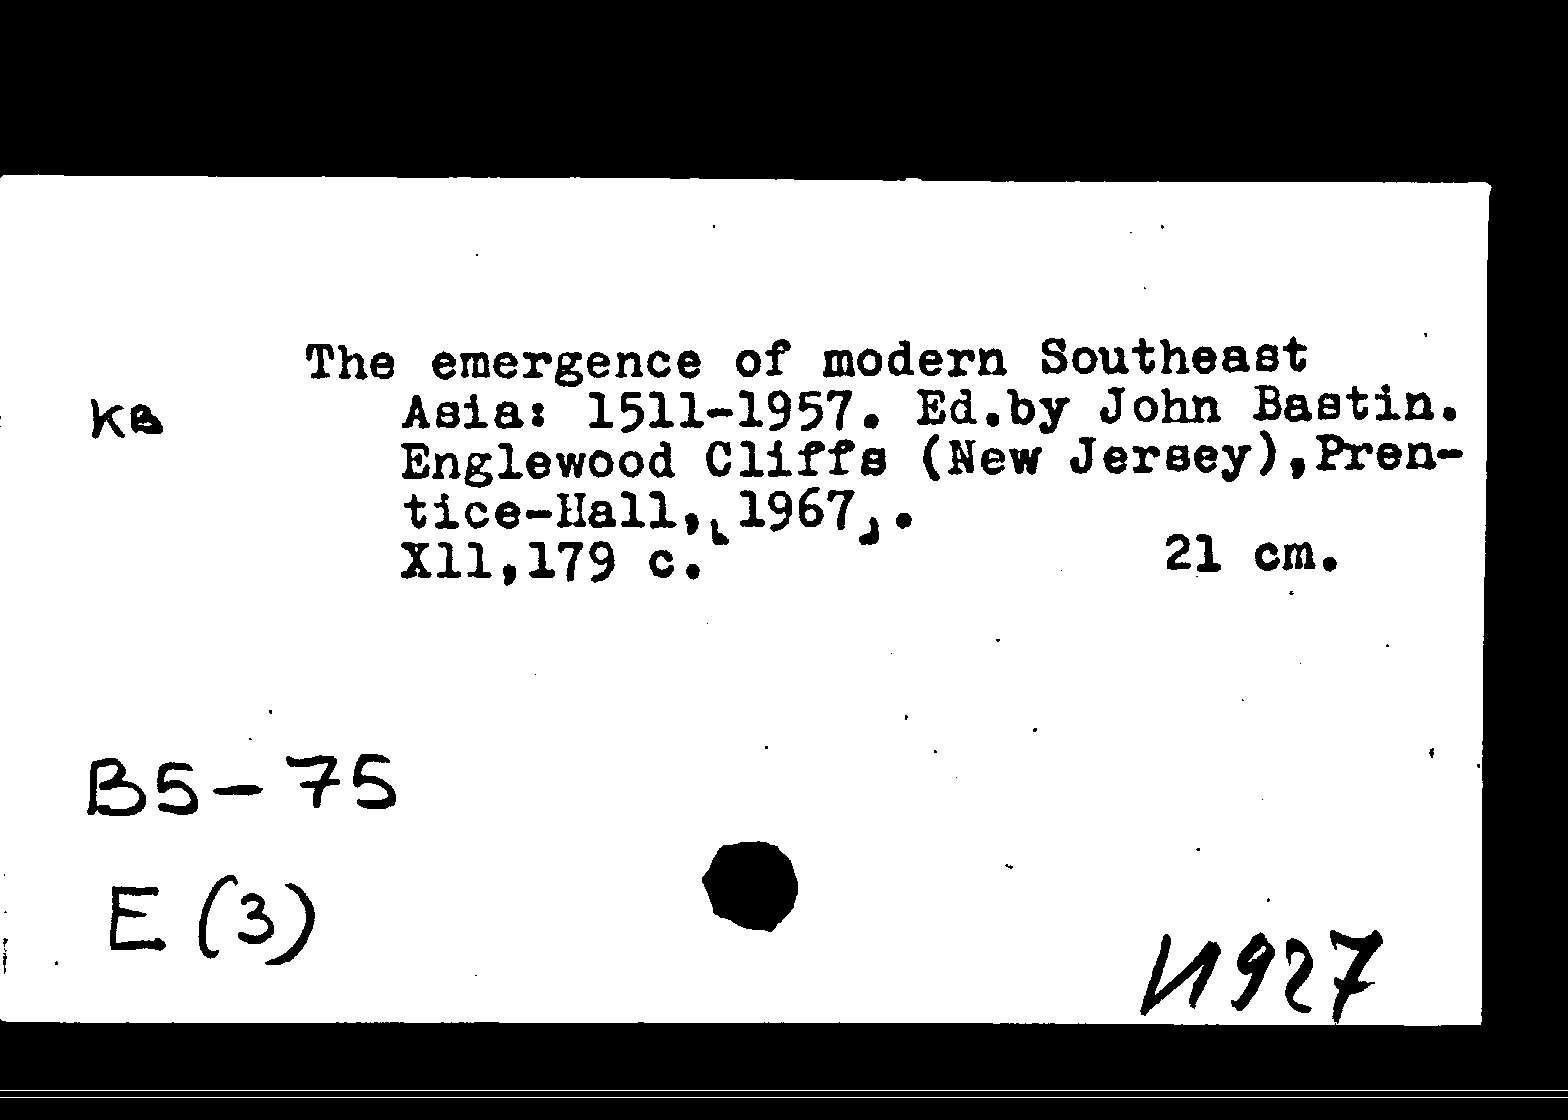 The emergence of modern Southeast
ка Asia: 1511-1957. Ed.by John Bastin.
Englewood Cliffs (New Jersey),Pren-
tice-Hall,[1967].
X11,179 c. 21 cm.
B5-75
E (3)
И927